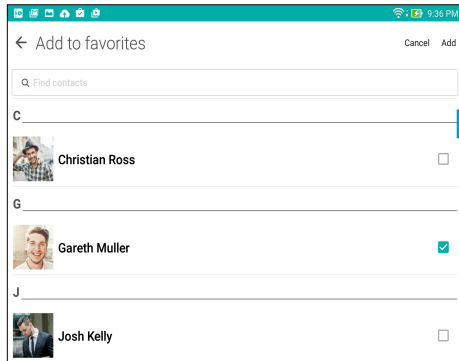 9:36 PM
Add to favorites
Cancel Add
Find contacts
C
Christian Ross
G
Gareth Muller
J
Josh Kelly